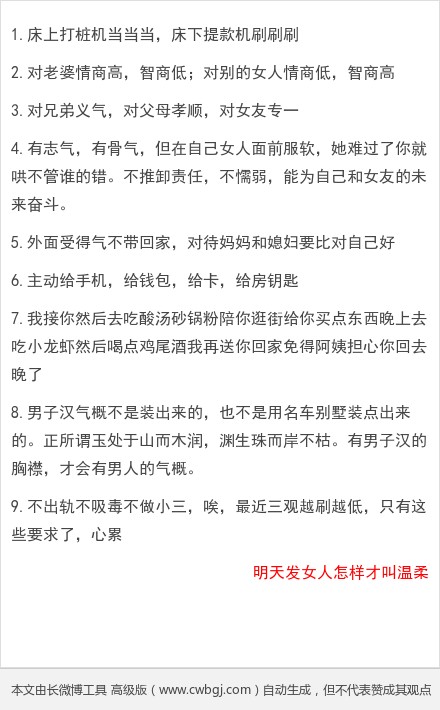 1.床上打桩机当当当，床下提款机刷刷刷
2.对老婆情商高，智商低；对别的女人情商低，智商高
3.对兄弟义气，对父母孝顺，对女友专一
4.有志气，有骨气，但在自己女人面前服软，她难过了你就
哄不管谁的错。不推卸责任，不懦弱，能为自己和女友的未
来奋斗。
5.外面受得气不带回家，对待妈妈和媳妇要比对自己好
6.主动给手机，给钱包，给卡，给房钥匙
7.我接你然后去吃酸汤砂锅粉陪你逛街给你买点东西晚上去
吃小龙虾然后喝点鸡尾酒我再送你回家免得阿姨担心你回去
晚了
8.男子汉气概不是装出来的，也不是用名车别墅装点出来
的。正所谓玉处于山而木润，渊生珠而岸不枯。有男子汉的
胸襟，才会有男人的气概。
9.不出轨不吸毒不做小三，唉，最近三观越刷越低，只有这
些要求了，心累
明天发女人怎样才叫温柔
本文由长微博工具 高级版（www.cwbgj.com）自动生成，但不代表赞成其观点